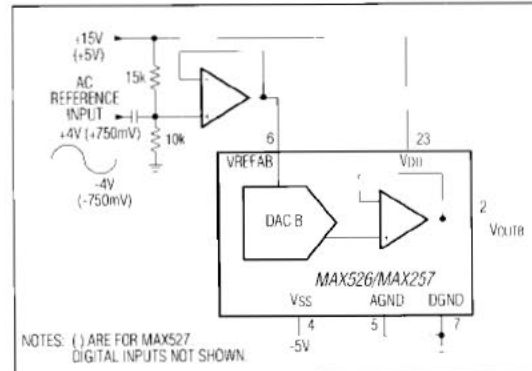 +15V
(+5V)
15k
AC
REFERENCE
INPUT
+4V (+750mV)
10k
-4V
(-750mV)
6
23
VREFAB
VDD
DAC B
2
VOUTB
MAX526/MAX257
VSS
AGND
DGND
4
5
7
-5V
NOTES: ( ) ARE FOR MAX527
DIGITAL INPUTS NOT SHOWN